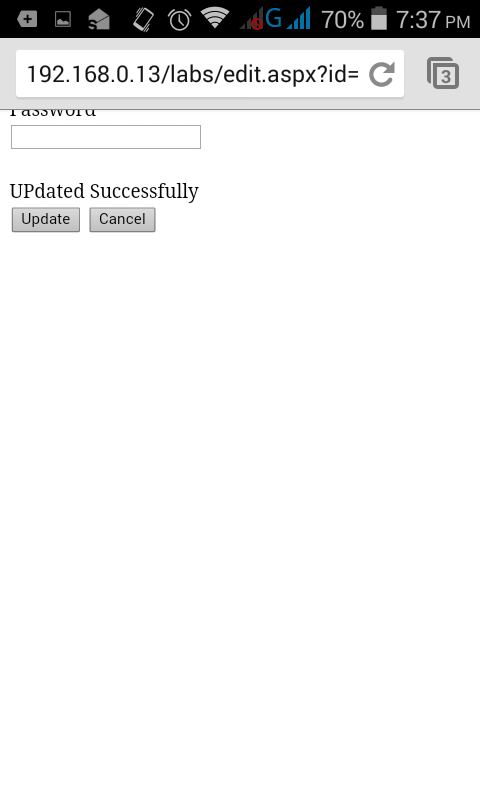 G 70% 7:37 PM
192.168.0.13/labs/edit.aspx?id=
3
Password
UPdated Successfully
Update Cancel